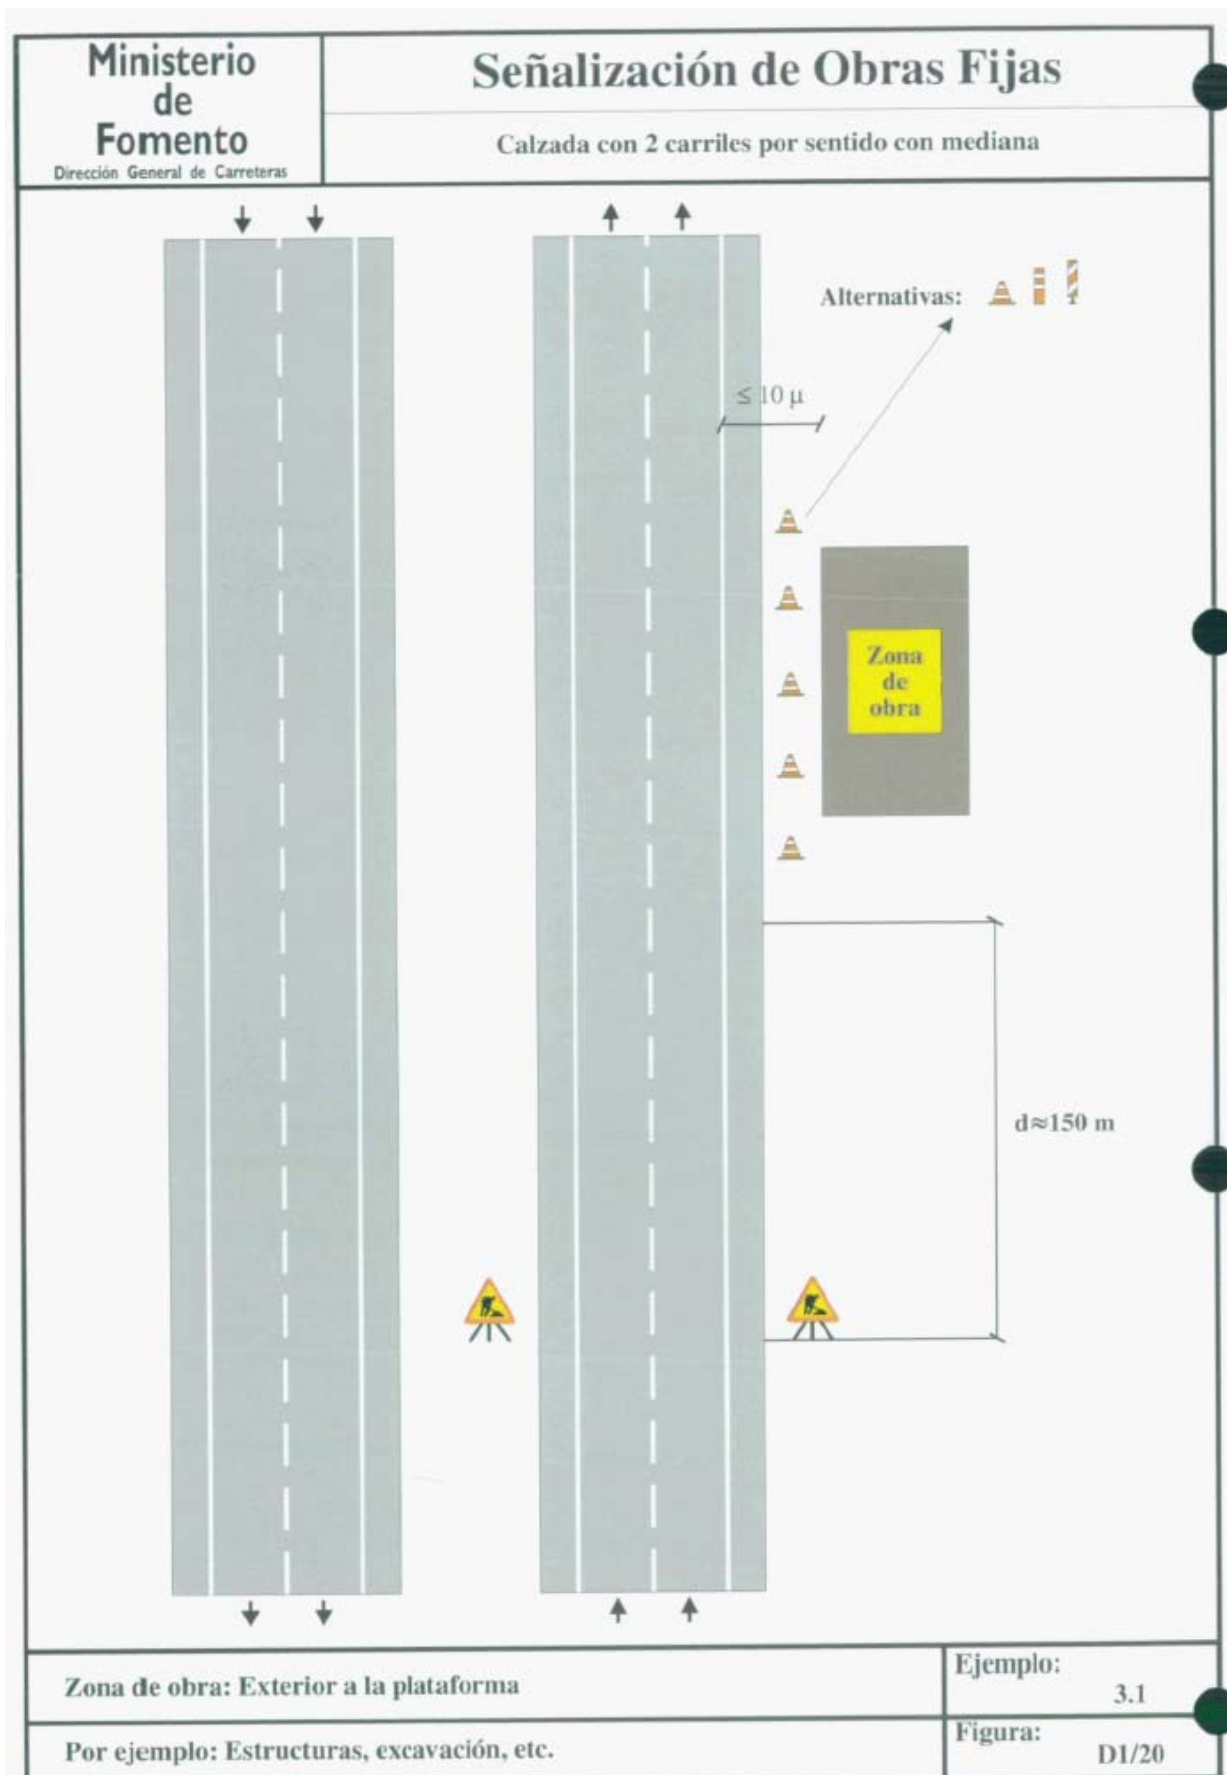 Ministerio
de
Fomento
Dirección General de Carreteras
Señalización de Obras Fijas
Calzada con 2 carriles por sentido con mediana
Alternativas:
≤ 10 µ
Zona
de
obra
d≈150 m
Zona de obra: Exterior a la plataforma
Ejemplo:
3.1
Por ejemplo: Estructuras, excavación, etc.
Figura:
D1/20